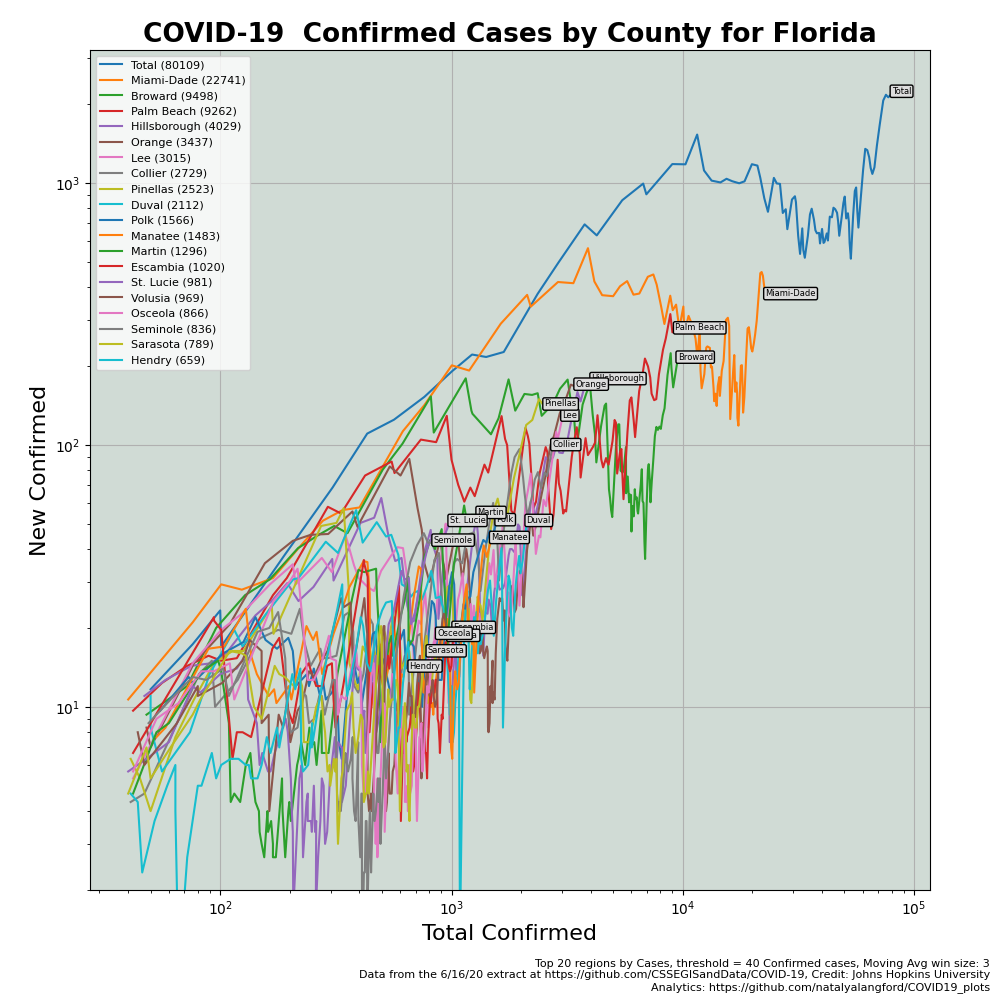 COVID-19  Confirmed Cases by County for Florida
Total (80109)
Miami-Dade (22741)
Broward (9498)
Palm Beach (9262)
Hillsborough (4029)
Orange (3437)
Lee (3015)
Collier (2729)
Pinellas (2523)
Duval (2112)
Polk (1566)
Manatee (1483)
Martin (1296)
Escambia (1020)
St. Lucie (981)
Volusia (969)
Osceola (866)
Seminole (836)
Sarasota (789)
Hendry (659)
Total
Miami-Dade
Palm Beach
Broward
Hillsborough
Orange
Pinellas
Lee
Collier
Martin
St. Lucie
Polk
Duval
Manatee
Seminole
Escambia
Osceola
Sarasota
Hendry
New Confirmed
10³
10²
10¹
10²
10³
10⁴
10⁵
Total Confirmed
Top 20 regions by Cases, threshold = 40 Confirmed cases, Moving Avg win size: 3
Data from the 6/16/20 extract at https://github.com/CSSEGISandData/COVID-19, Credit: Johns Hopkins University
Analytics: https://github.com/natalyalangford/COVID19_plots